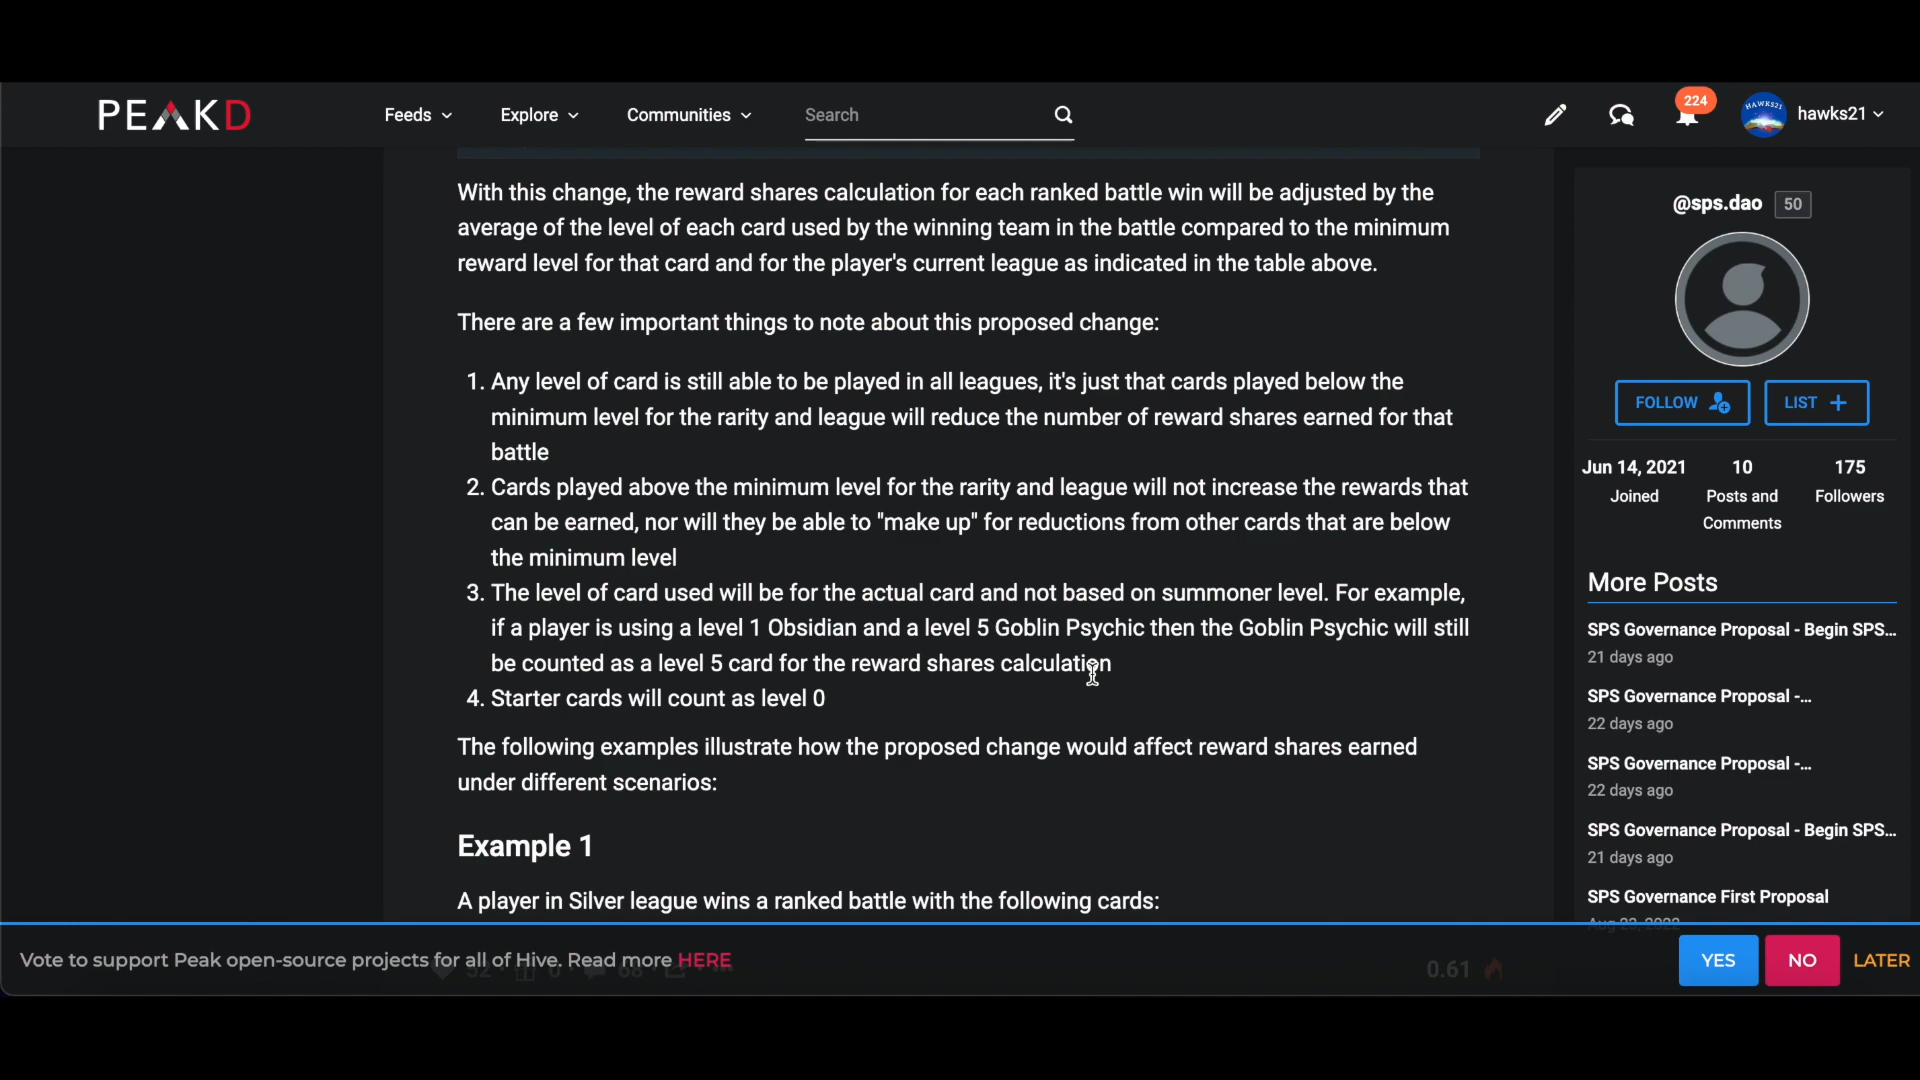 PEAKD
Feeds
Explore
Communities
Search
224
HAWKS21
hawks21
With this change, the reward shares calculation for each ranked battle win will be adjusted by the
average of the level of each card used by the winning team in the battle compared to the minimum
reward level for that card and for the player's current league as indicated in the table above.
There are a few important things to note about this proposed change:
1. Any level of card is still able to be played in all leagues, it's just that cards played below the
minimum level for the rarity and league will reduce the number of reward shares earned for that
battle
2. Cards played above the minimum level for the rarity and league will not increase the rewards that
can be earned, nor will they be able to "make up" for reductions from other cards that are below
the minimum level
3. The level of card used will be for the actual card and not based on summoner level. For example,
if a player is using a level 1 Obsidian and a level 5 Goblin Psychic then the Goblin Psychic will still
be counted as a level 5 card for the reward shares calculation
4. Starter cards will count as level 0
The following examples illustrate how the proposed change would affect reward shares earned
under different scenarios:
Example 1
A player in Silver league wins a ranked battle with the following cards:
@sps.dao 50
FOLLOW
LIST +
Jun 14, 2021
Joined
10
Posts and
Comments
175
Followers
More Posts
SPS Governance Proposal - Begin SPS...
21 days ago
SPS Governance Proposal -...
22 days ago
SPS Governance Proposal -...
22 days ago
SPS Governance Proposal - Begin SPS...
21 days ago
SPS Governance First Proposal
Aug 23, 2022
Vote to support Peak open-source projects for all of Hive. Read more HERE
52 0 68
0.61
YES
NO
LATER